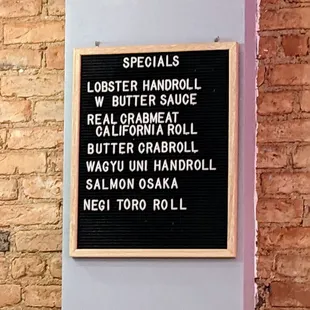 SPECIALS
LOBSTER HANDROLL
W BUTTER SAUCE
REAL CRABMEAT
CALIFORNIA ROLL
BUTTER CRABROLL
WAGYU UNI HANDROLL
SALMON OSAKA
NEGI TORO ROLL